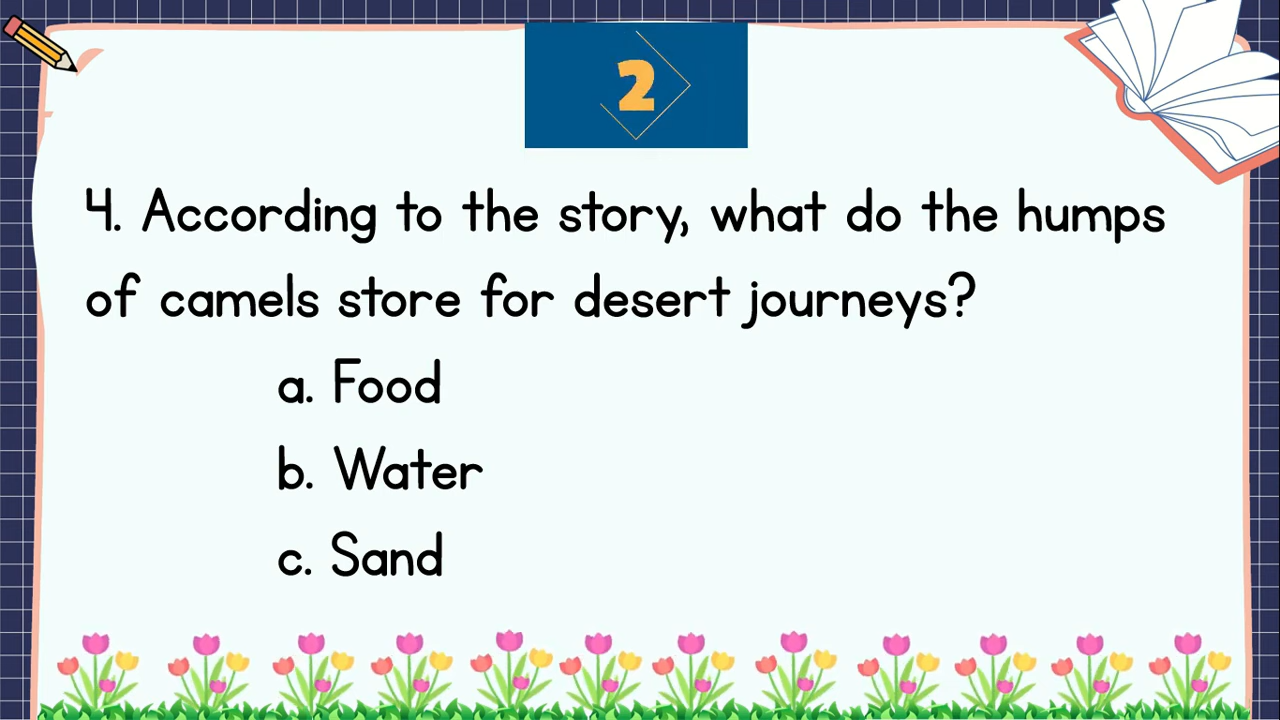 2
4. According to the story, what do the humps
of camels store for desert journeys?
a. Food
b. Water
c. Sand